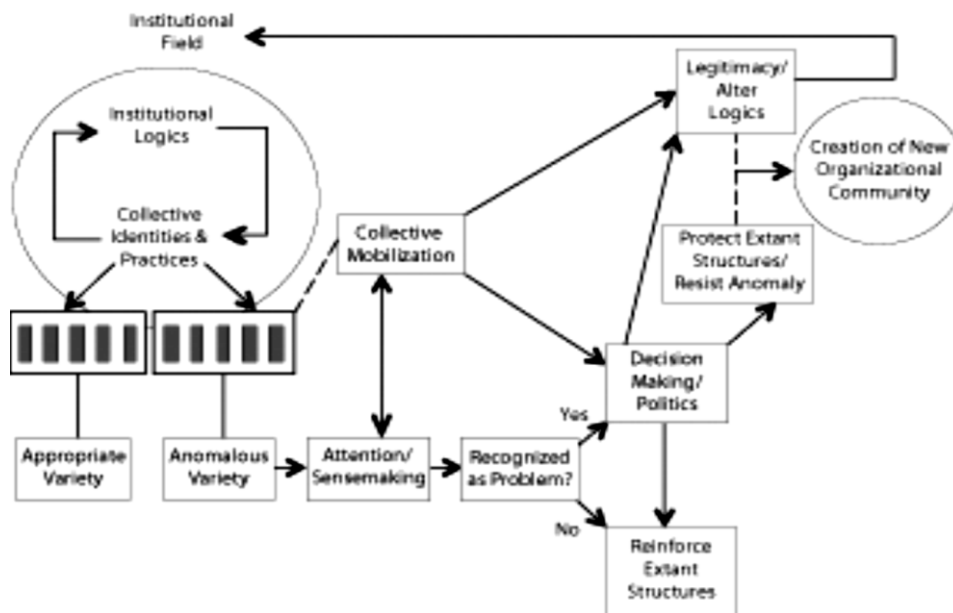 Institutional
Field
Institutional
Logics
Collective
Identities &
Practices
Appropriate
Variety
Anomalous
Variety
Collective
Mobilization
Attention/
Sensemaking
Recognized
as Problem?
Yes
No
Legitimacy/
Alter
Logics
Creation of New
Organizational
Community
Protect Extant
Structures/
Resist Anomaly
Decision
Making/
Politics
Reinforce
Extant
Structures